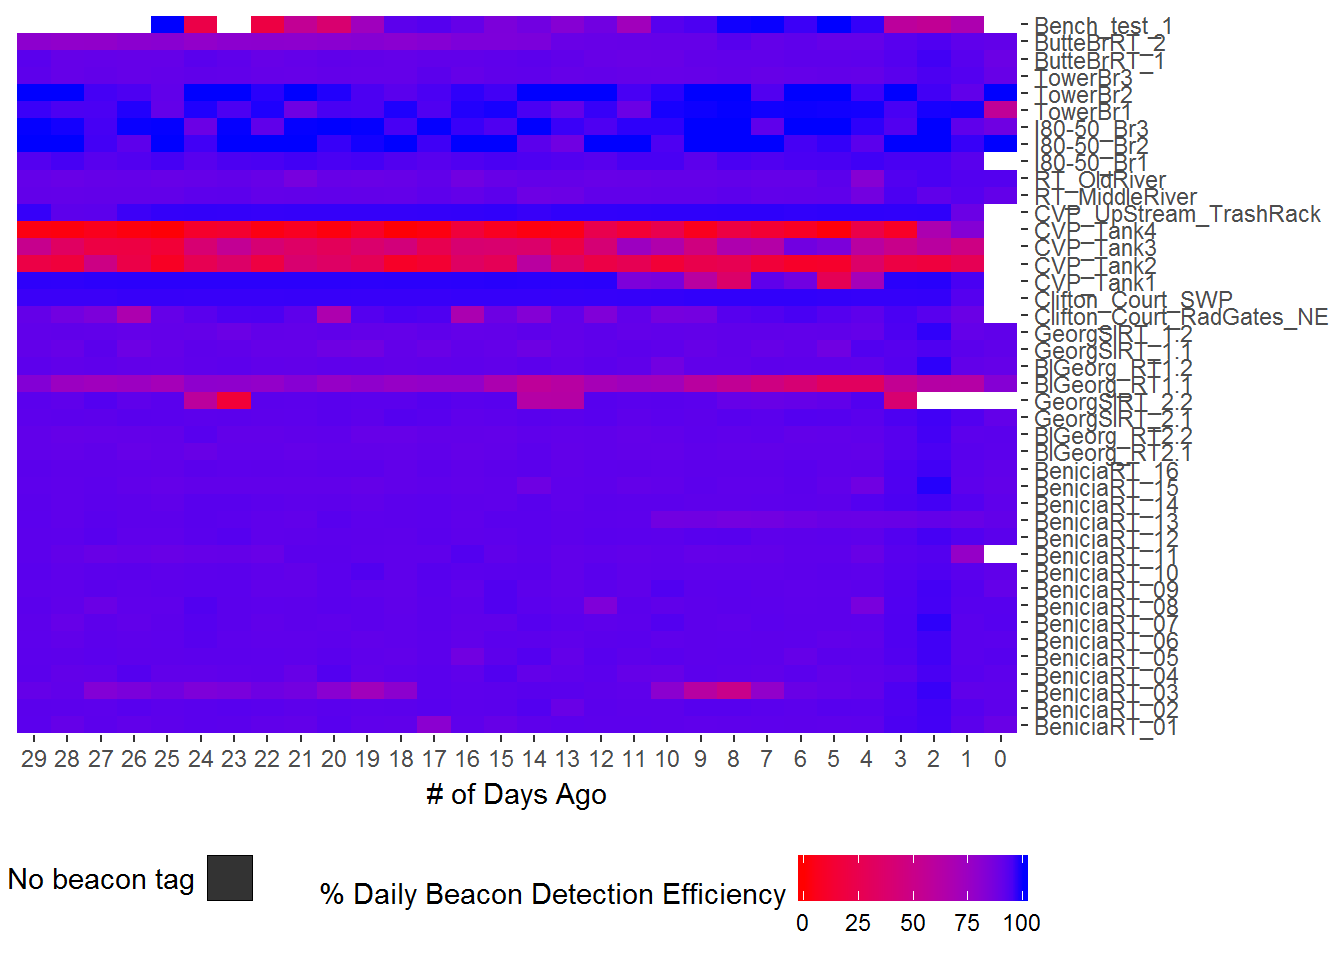 Bench_test_1
ButteBrRT_2
ButteBrRT_1
TowerBr3
TowerBr2
TowerBr1
I80-50_Br3
I80-50_Br2
I80-50_Br1
RT_OldRiver
RT_MiddleRiver
CVP_UpStream_TrashRack
CVP_Tank4
CVP_Tank3
CVP_Tank2
CVP_Tank1
Clifton_Court_SWP
Clifton_Court_RadGates_NE
GeorgSlRT_1.2
GeorgSlRT_1.1
BlGeorg_RT1.2
BlGeorg_RT1.1
GeorgSlRT_2.2
GeorgSlRT_2.1
BlGeorg_RT2.2
BlGeorg_RT2.1
BeniciaRT_16
BeniciaRT_15
BeniciaRT_14
BeniciaRT_13
BeniciaRT_12
BeniciaRT_11
BeniciaRT_10
BeniciaRT_09
BeniciaRT_08
BeniciaRT_07
BeniciaRT_06
BeniciaRT_05
BeniciaRT_04
BeniciaRT_03
BeniciaRT_02
BeniciaRT_01
29 28 27 26 25 24 23 22 21 20 19 18 17 16 15 14 13 12 11 10 9 8 7 6 5 4 3 2 1 0
# of Days Ago
No beacon tag
% Daily Beacon Detection Efficiency
0 25 50 75 100